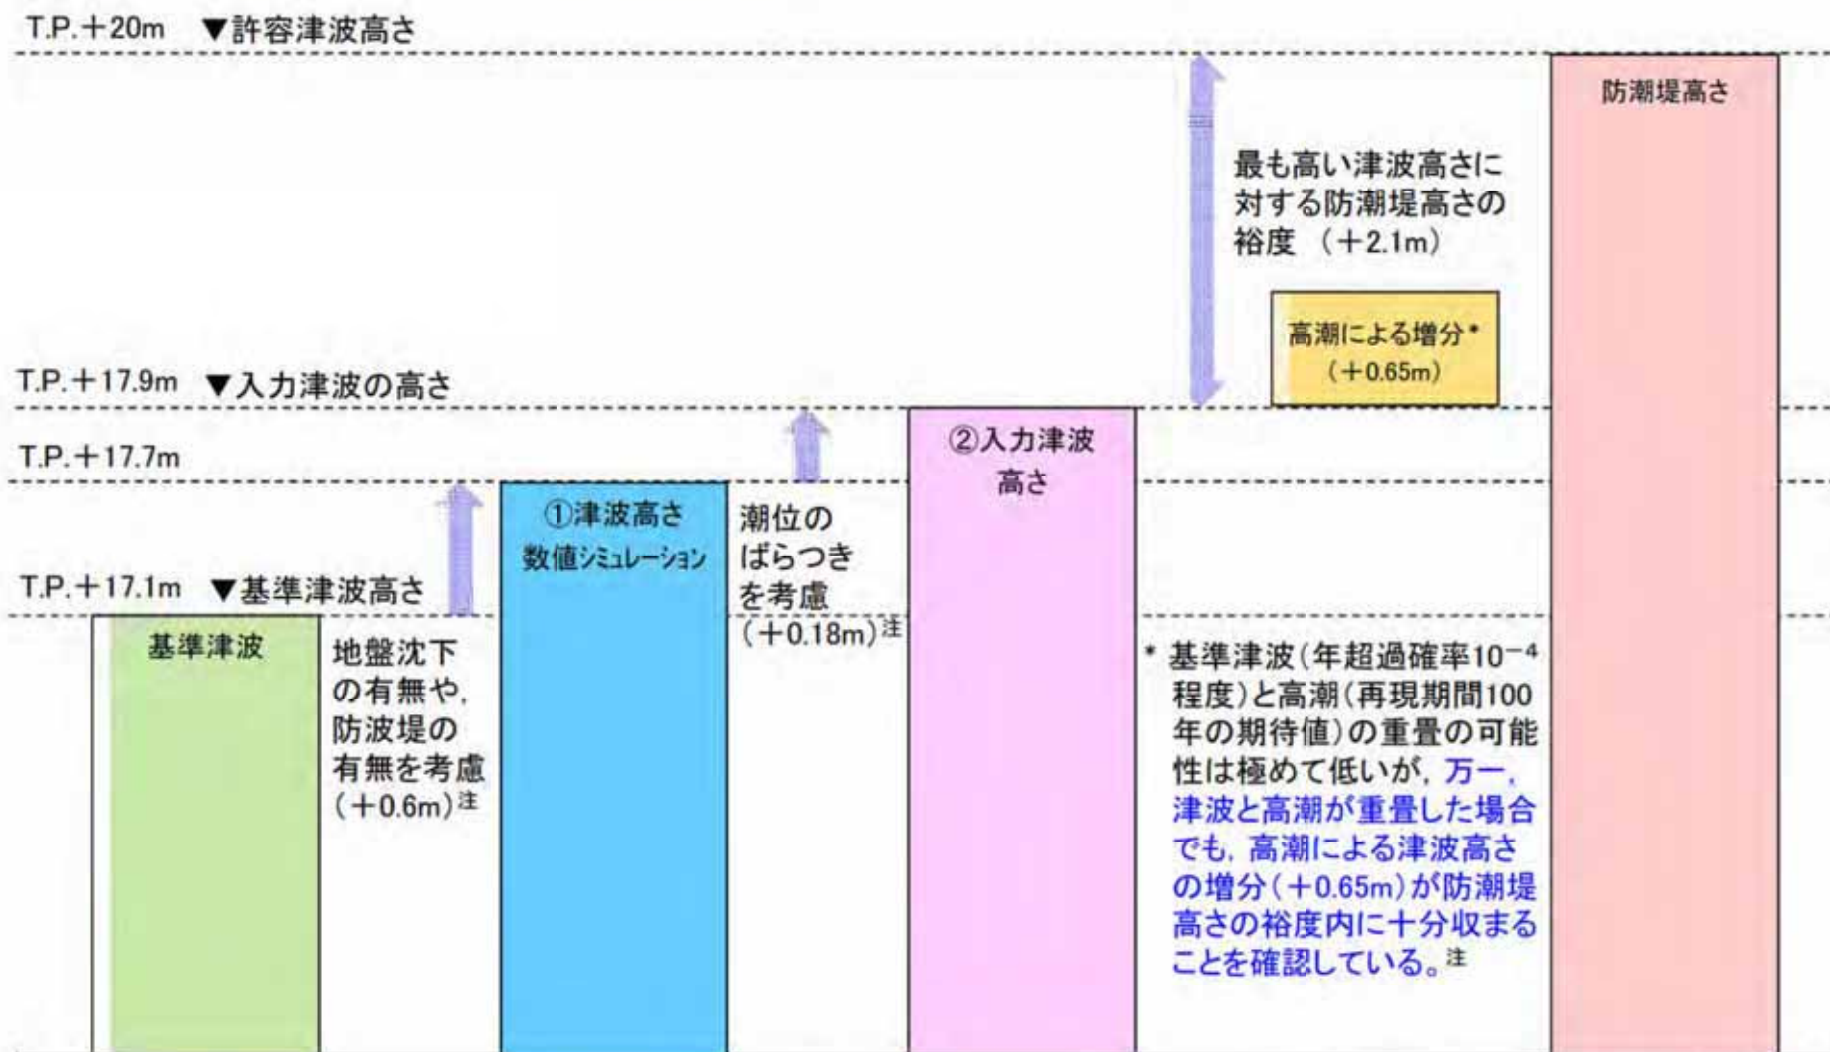 T.P.+20m ▼許容津波高さ
防潮堤高さ
最も高い津波高さに
対する防潮堤高さの
裕度 (+2.1m)
高潮による増分*
(+0.65m)
T.P.+17.9m ▼入力津波の高さ
②入力津波
高さ
T.P.+17.7m
①津波高さ
数値シミュレーション
潮位の
ばらつき
を考慮
(+0.18m)注
T.P.+17.1m ▼基準津波高さ
基準津波
地盤沈下
の有無や,
防波堤の
有無を考慮
(+0.6m)注
* 基準津波(年超過確率10−4
程度)と高潮(再現期間100
年の期待値)の重畳の可能
性は極めて低いが, 万一,
津波と高潮が重畳した場合
でも, 高潮による津波高さ
の増分(+0.65m)が防潮堤
高さの裕度内に十分収まる
ことを確認している。注